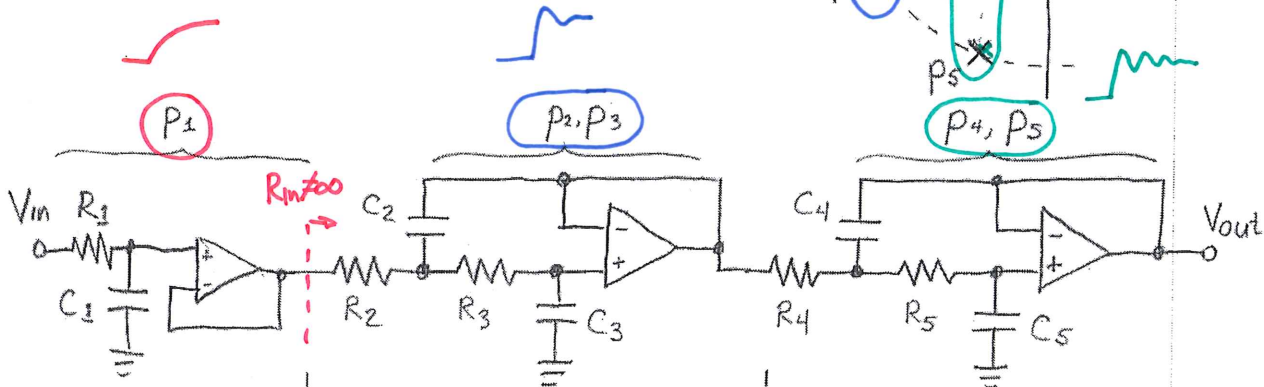 P5
P1
P2, P3
P4, P5
Rin≠∞
Vin R1
C1
R2
C2
R3
C3
R4
C4
R5
C5
Vout